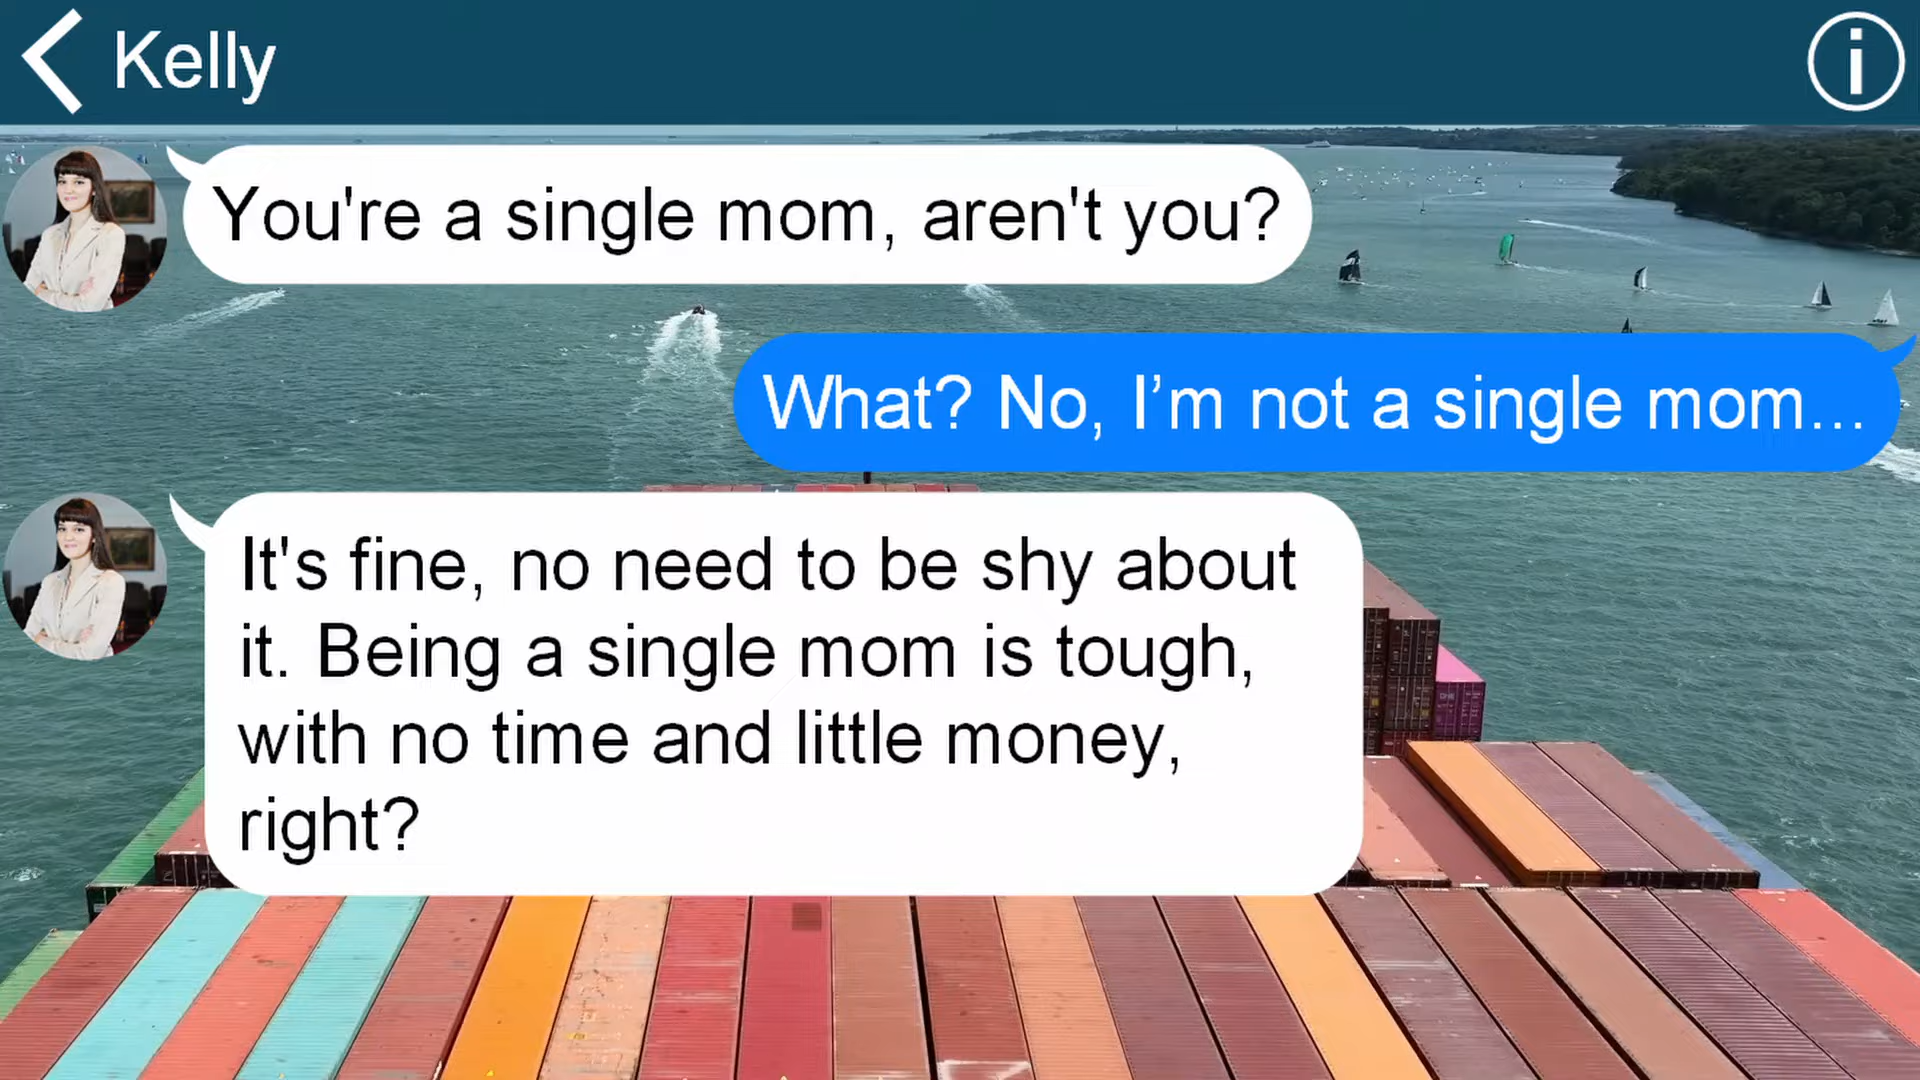 Kelly
You're a single mom, aren't you?
What? No, I’m not a single mom...
It's fine, no need to be shy about
it. Being a single mom is tough,
with no time and little money,
right?